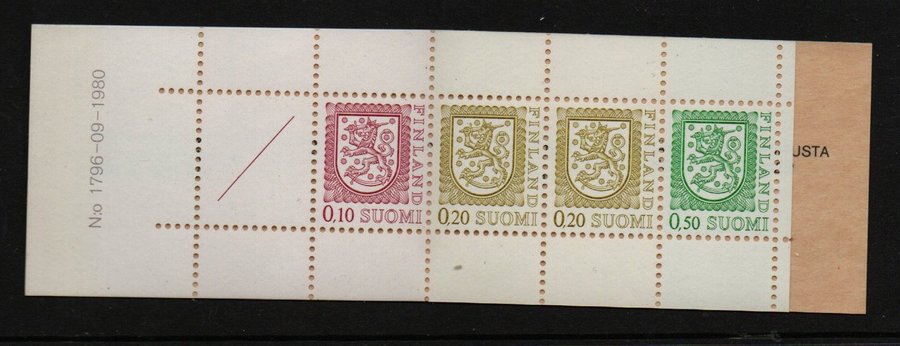 N:o 1796-09-1980
FINLAND
0,10 SUOMI
FINLAND
0,20 SUOMI
FINLAND
0,20 SUOMI
FINLAND
0,50 SUOMI
USTA